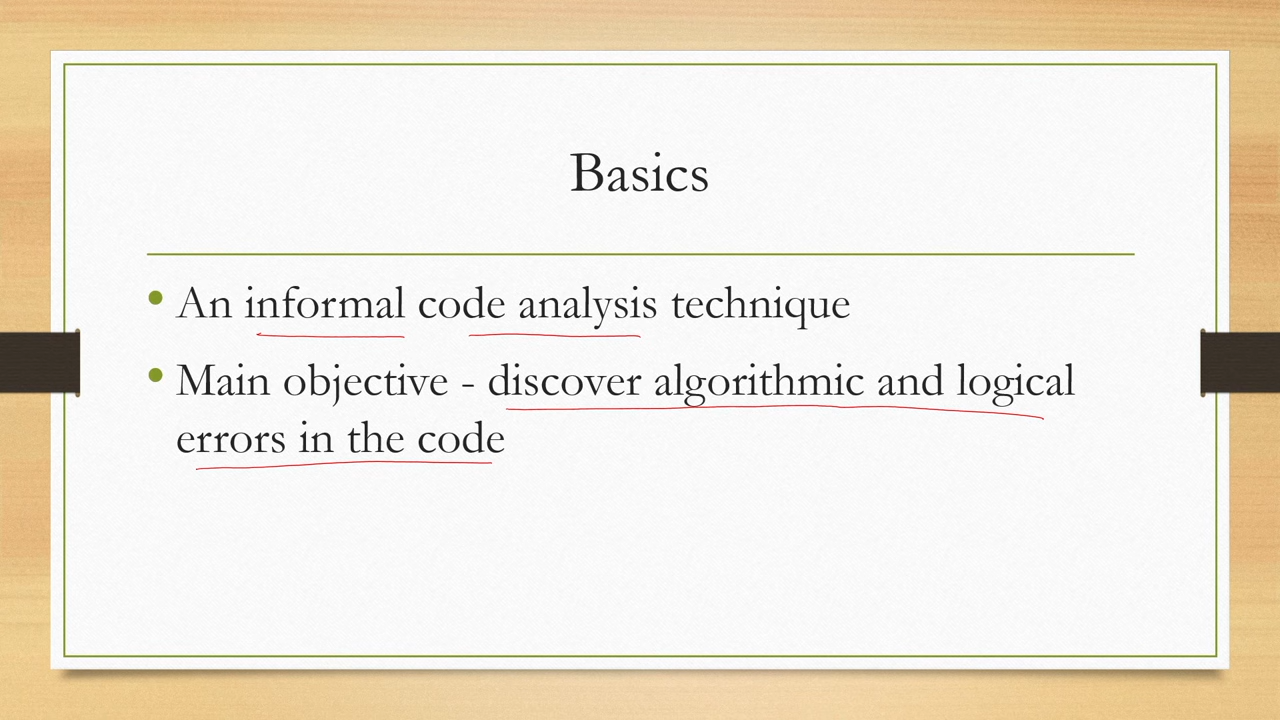 Basics
• An informal code analysis technique
• Main objective - discover algorithmic and logical
errors in the code